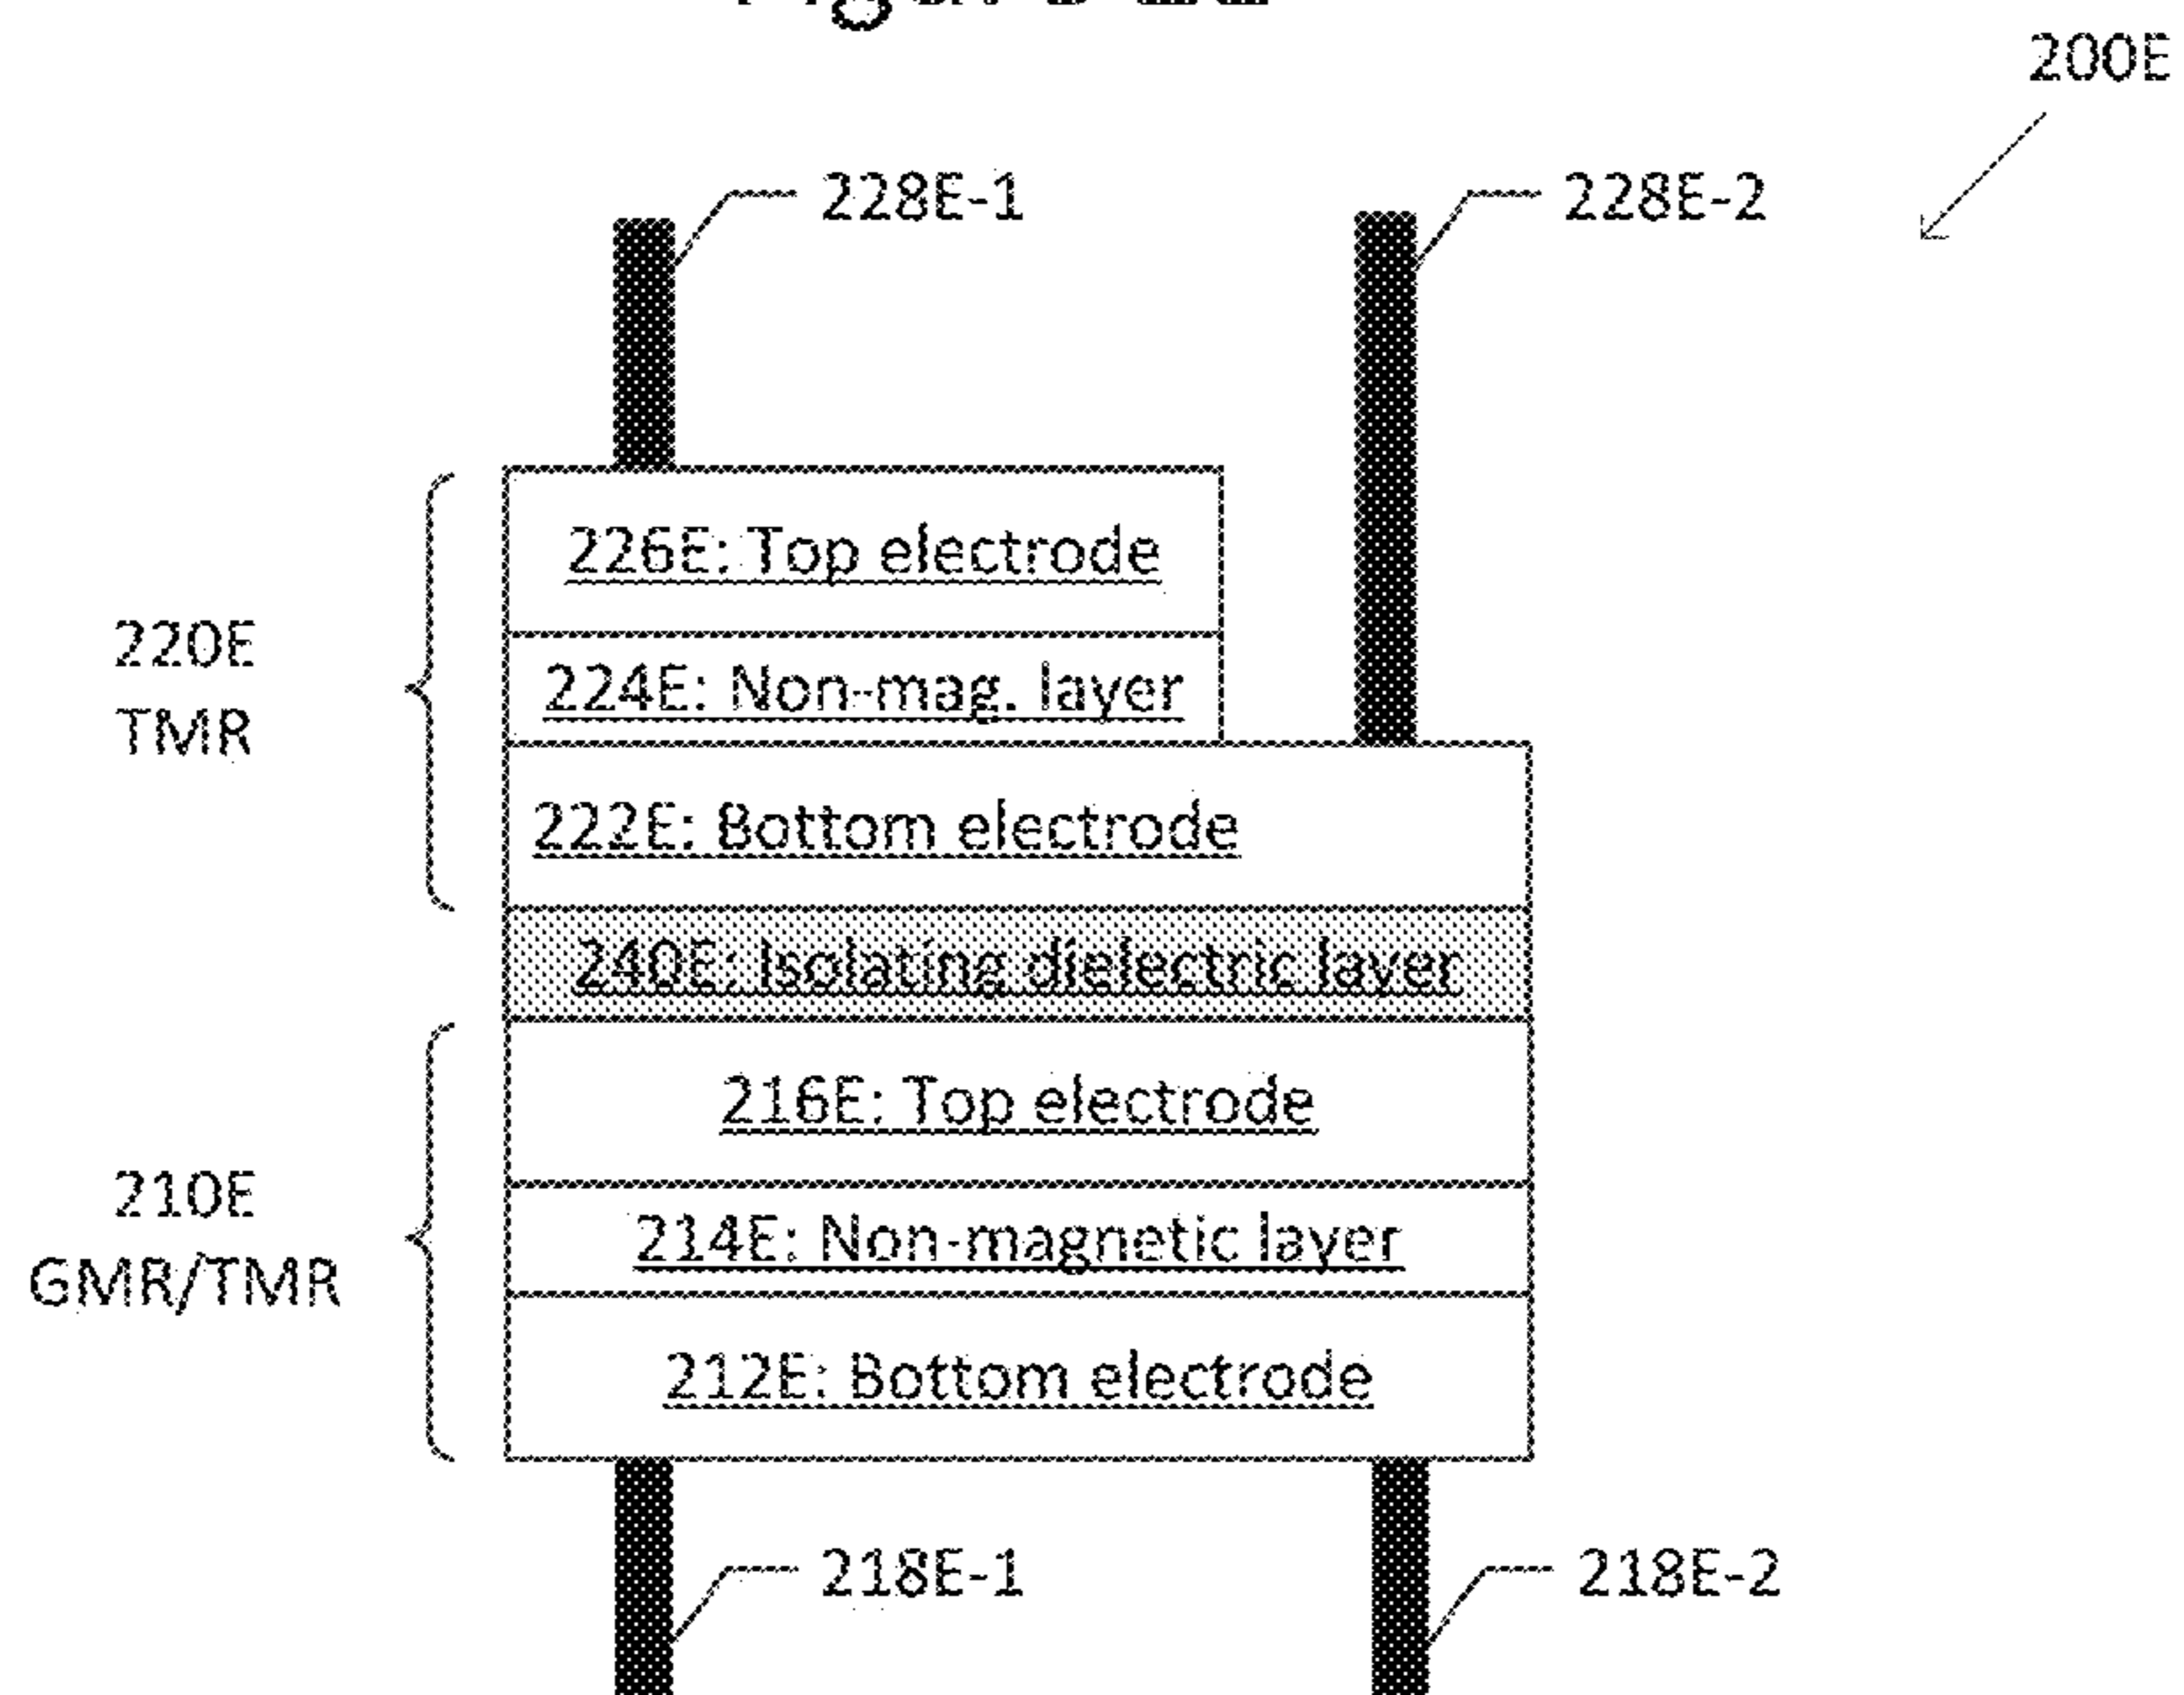 200E
228E-1
228E-2
226E: Top electrode
220E
TMR
224E: Non-mag. layer
222E: Bottom electrode
240E: Isolating dielectric layer
216E: Top electrode
210E
GMR/TMR
214E: Non-magnetic layer
212E: Bottom electrode
218E-1
218E-2